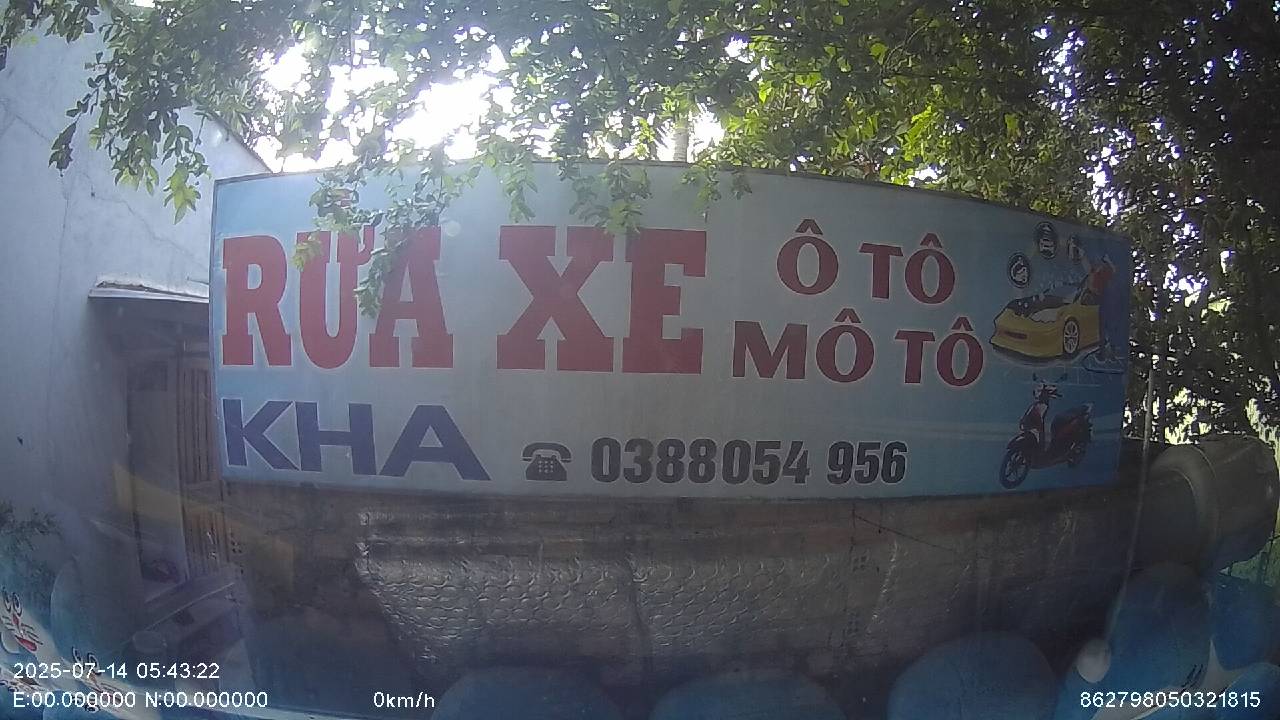 RỬA XE
Ô TÔ
MÔ TÔ
KHA
☎ 0388054 956
2025-07-14 05:43:22
E:00.000000 N:00.000000
0km/h
862798050321815